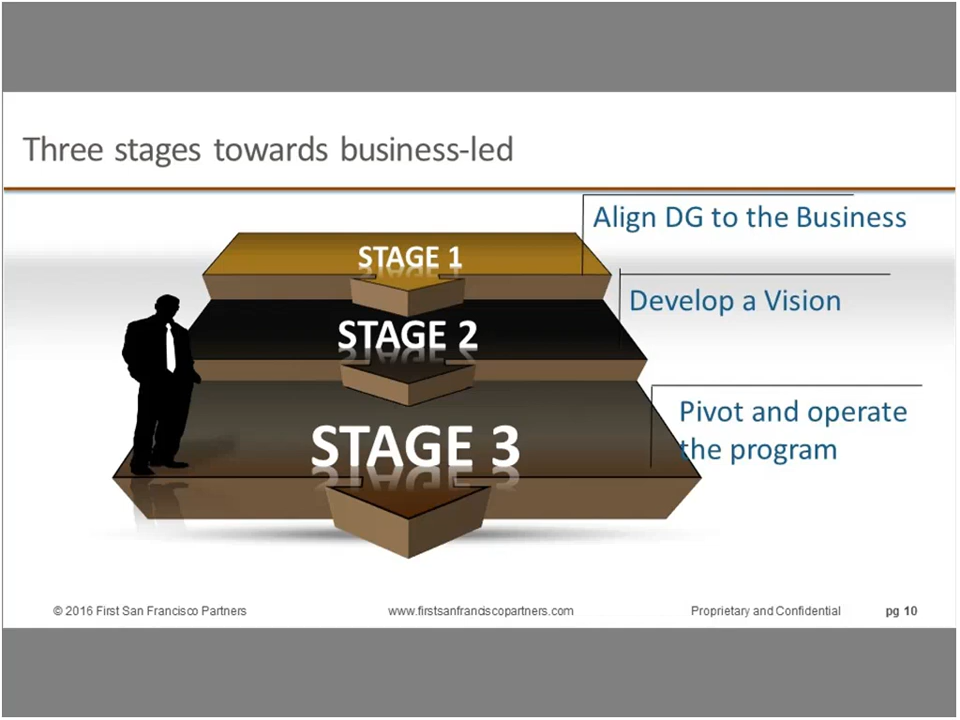 Three stages towards business-led
STAGE 1
Align DG to the Business
STAGE 2
Develop a Vision
STAGE 3
Pivot and operate
the program
© 2016 First San Francisco Partners
www.firstsanfranciscopartners.com
Proprietary and Confidential
pg 10